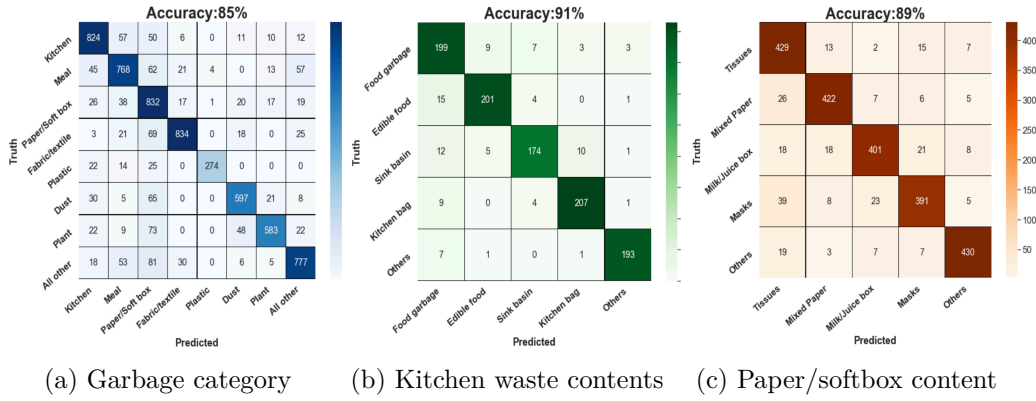 Accuracy:85%
Kitchen 824 57 50 6 0 11 10 12
Meal 45 768 62 21 4 0 13 57
Paper/Soft box 26 38 832 17 1 20 17 19
Fabric/textile 3 21 69 834 0 18 0 25
Plastic 22 14 25 0 274 0 0 0
Dust 30 5 65 0 0 597 21 8
Plant 22 9 73 0 0 48 583 22
All other 18 53 81 30 0 6 5 777
Truth
Kitchen Meal Paper/Soft box Fabric/textile Plastic Dust Plant All other
Predicted
(a) Garbage category
Accuracy:91%
Food garbage 199 9 7 3 3
Edible food 15 201 4 0 1
Sink basin 12 5 174 10 1
Kitchen bag 9 0 4 207 1
Others 7 1 0 1 193
Truth
Food garbage Edible food Sink basin Kitchen bag Others
Predicted
(b) Kitchen waste contents
Accuracy:89%
Tissues 429 13 2 15 7
Mixed Paper 26 422 7 6 5
Milk/Juice box 18 18 401 21 8
Masks 39 8 23 391 5
Others 19 3 7 7 430
Truth
Tissues Mixed Paper Milk/Juice box Masks Others
Predicted
400
350
300
250
200
150
100
50
0
(c) Paper/softbox content